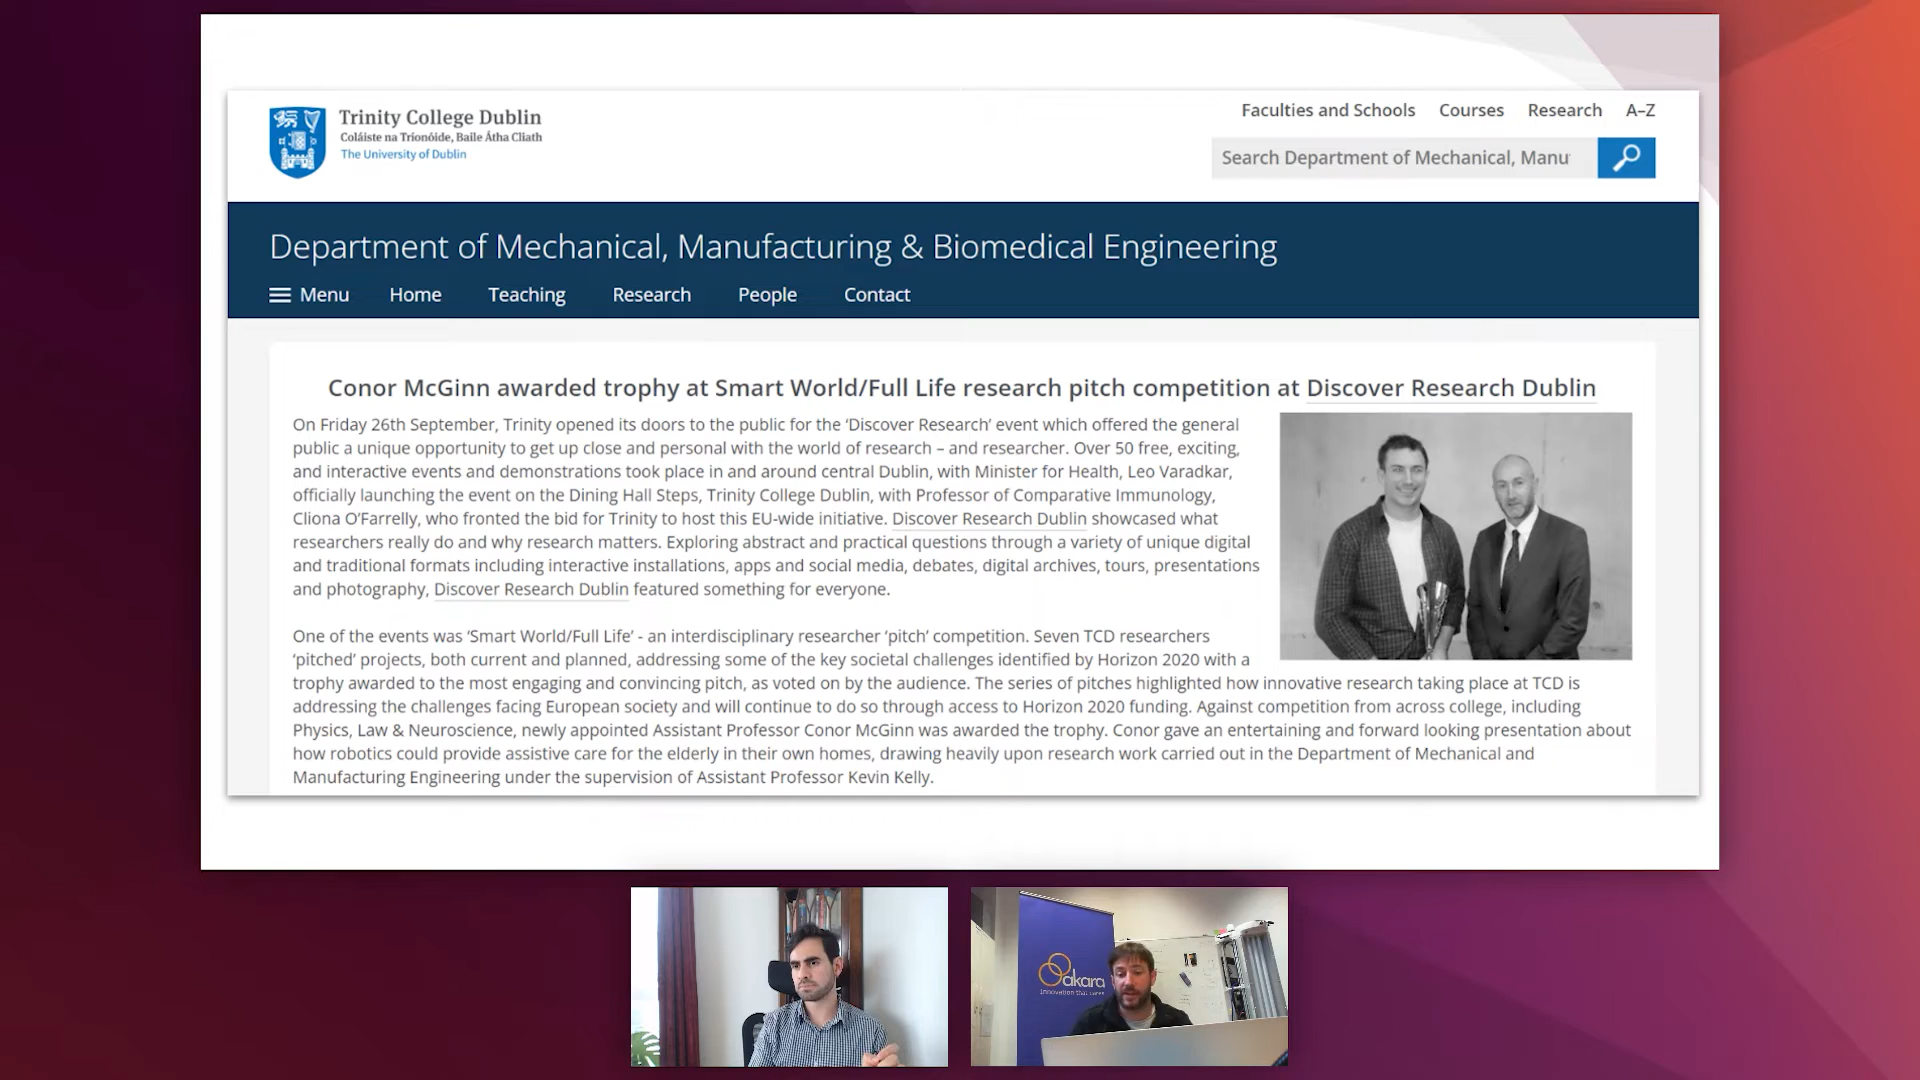 Trinity College Dublin
Coláiste na Tríonóide, Baile Átha Cliath
The University of Dublin
Faculties and Schools Courses Research A–Z
Search Department of Mechanical, Manu
Department of Mechanical, Manufacturing & Biomedical Engineering
Menu Home Teaching Research People Contact
Conor McGinn awarded trophy at Smart World/Full Life research pitch competition at Discover Research Dublin
On Friday 26th September, Trinity opened its doors to the public for the ‘Discover Research’ event which offered the general
public a unique opportunity to get up close and personal with the world of research – and researcher. Over 50 free, exciting,
and interactive events and demonstrations took place in and around central Dublin, with Minister for Health, Leo Varadkar,
officially launching the event on the Dining Hall Steps, Trinity College Dublin, with Professor of Comparative Immunology,
Cliona O’Farrelly, who fronted the bid for Trinity to host this EU-wide initiative. Discover Research Dublin showcased what
researchers really do and why research matters. Exploring abstract and practical questions through a variety of unique digital
and traditional formats including interactive installations, apps and social media, debates, digital archives, tours, presentations
and photography, Discover Research Dublin featured something for everyone.
One of the events was ‘Smart World/Full Life’ - an interdisciplinary researcher ‘pitch’ competition. Seven TCD researchers
‘pitched’ projects, both current and planned, addressing some of the key societal challenges identified by Horizon 2020 with a
trophy awarded to the most engaging and convincing pitch, as voted on by the audience. The series of pitches highlighted how innovative research taking place at TCD is
addressing the challenges facing European society and will continue to do so through access to Horizon 2020 funding. Against competition from across college, including
Physics, Law & Neuroscience, newly appointed Assistant Professor Conor McGinn was awarded the trophy. Conor gave an entertaining and forward looking presentation about
how robotics could provide assistive care for the elderly in their own homes, drawing heavily upon research work carried out in the Department of Mechanical and
Manufacturing Engineering under the supervision of Assistant Professor Kevin Kelly.
akara
Innovation that cares